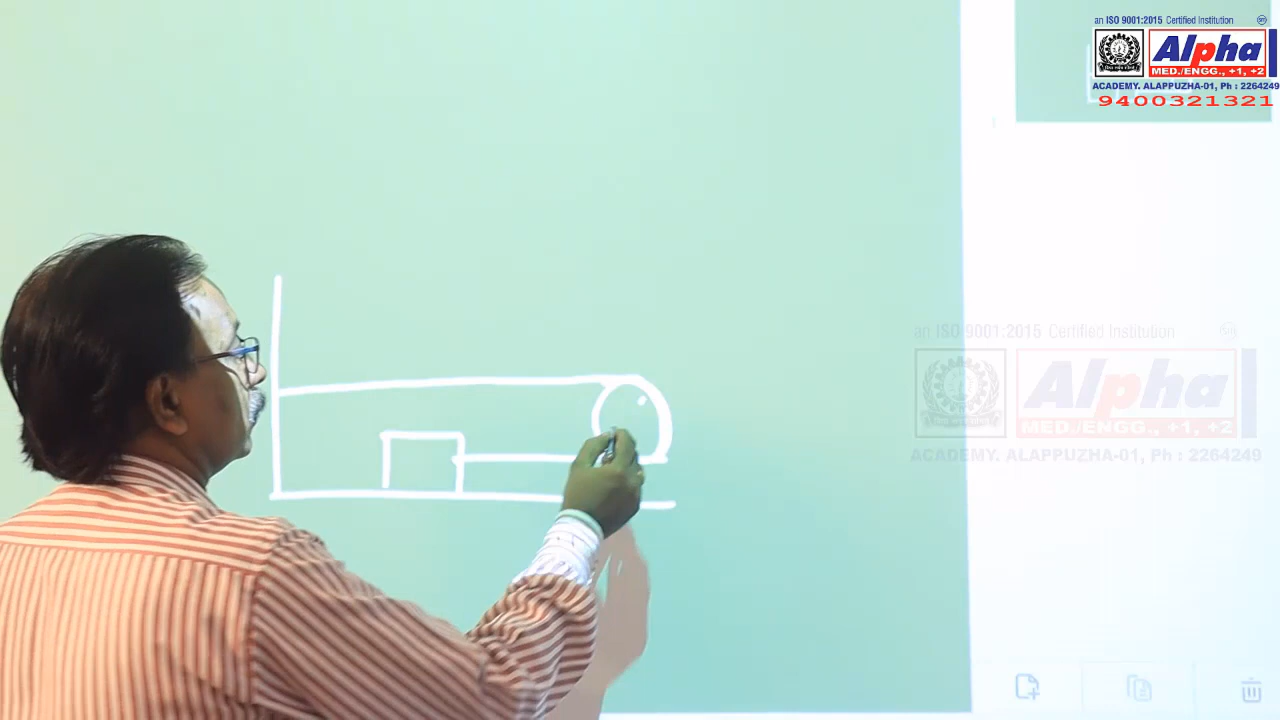 an ISO 9001:2015 Certified Institution
Alpha
MED./ENGG., +1, +2
ACADEMY. ALAPPUZHA-01, Ph : 2264249
9400321321
an ISO 9001:2015 Certified Institution
Alpha
MED./ENGG., +1, +2
ACADEMY. ALAPPUZHA-01, Ph : 2264249